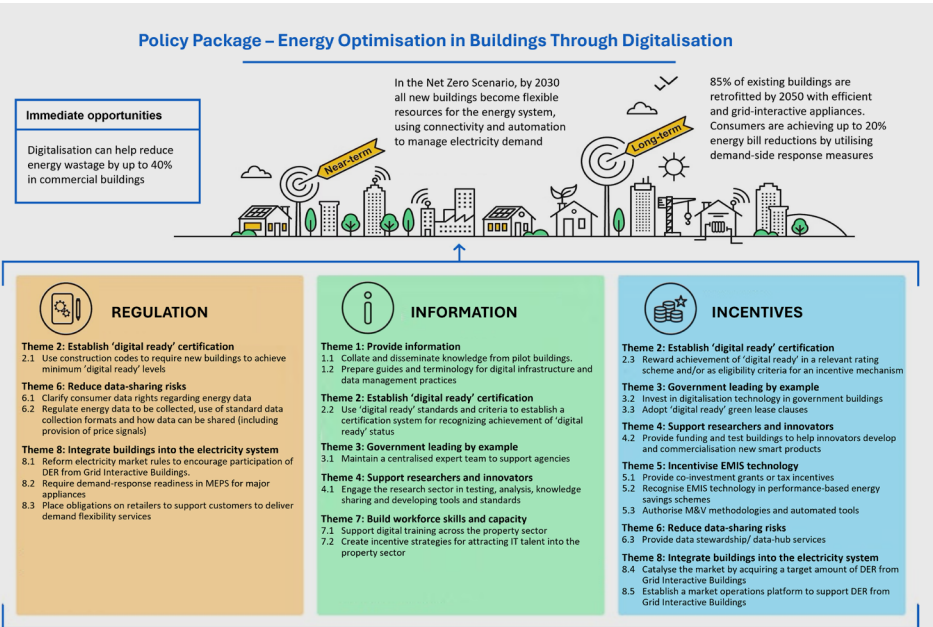 Policy Package – Energy Optimisation in Buildings Through Digitalisation
Immediate opportunities
Digitalisation can help reduce
energy wastage by up to 40%
in commercial buildings
Near-term
In the Net Zero Scenario, by 2030
all new buildings become flexible
resources for the energy system,
using connectivity and automation
to manage electricity demand
Long-term
85% of existing buildings are
retrofitted by 2050 with efficient
and grid-interactive appliances.
Consumers are achieving up to 20%
energy bill reductions by utilising
demand-side response measures
REGULATION
Theme 2: Establish ‘digital ready’ certification
2.1 Use construction codes to require new buildings to achieve
minimum ‘digital ready’ levels
Theme 6: Reduce data-sharing risks
6.1 Clarify consumer data rights regarding energy data
6.2 Regulate energy data to be collected, use of standard data
collection formats and how data can be shared (including
provision of price signals)
Theme 8: Integrate buildings into the electricity system
8.1 Reform electricity market rules to encourage participation of
DER from Grid Interactive Buildings.
8.2 Require demand-response readiness in MEPS for major
appliances
8.3 Place obligations on retailers to support customers to deliver
demand flexibility services
INFORMATION
Theme 1: Provide information
1.1 Collate and disseminate knowledge from pilot buildings.
1.2 Prepare guides and terminology for digital infrastructure and
data management practices
Theme 2: Establish ‘digital ready’ certification
2.2 Use ‘digital ready’ standards and criteria to establish a
certification system for recognizing achievement of ‘digital
ready’ status
Theme 3: Government leading by example
3.1 Maintain a centralised expert team to support agencies
Theme 4: Support researchers and innovators
4.1 Engage the research sector in testing, analysis, knowledge
sharing and developing tools and standards
Theme 7: Build workforce skills and capacity
7.1 Support digital training across the property sector
7.2 Create incentive strategies for attracting IT talent into the
property sector
INCENTIVES
Theme 2: Establish ‘digital ready’ certification
2.3 Reward achievement of ‘digital ready’ in a relevant rating
scheme and/or as eligibility criteria for an incentive mechanism
Theme 3: Government leading by example
3.2 Invest in digitalisation technology in government buildings
3.3 Adopt ‘digital ready’ green lease clauses
Theme 4: Support researchers and innovators
4.2 Provide funding and test buildings to help innovators develop
and commercialisation new smart products
Theme 5: Incentivise EMIS technology
5.1 Provide co-investment grants or tax incentives
5.2 Recognise EMIS technology in performance-based energy
savings schemes
5.3 Authorise M&V methodologies and automated tools
Theme 6: Reduce data-sharing risks
6.3 Provide data stewardship/ data-hub services
Theme 8: Integrate buildings into the electricity system
8.4 Catalyse the market by acquiring a target amount of DER from
Grid Interactive Buildings
8.5 Establish a market operations platform to support DER from
Grid Interactive Buildings